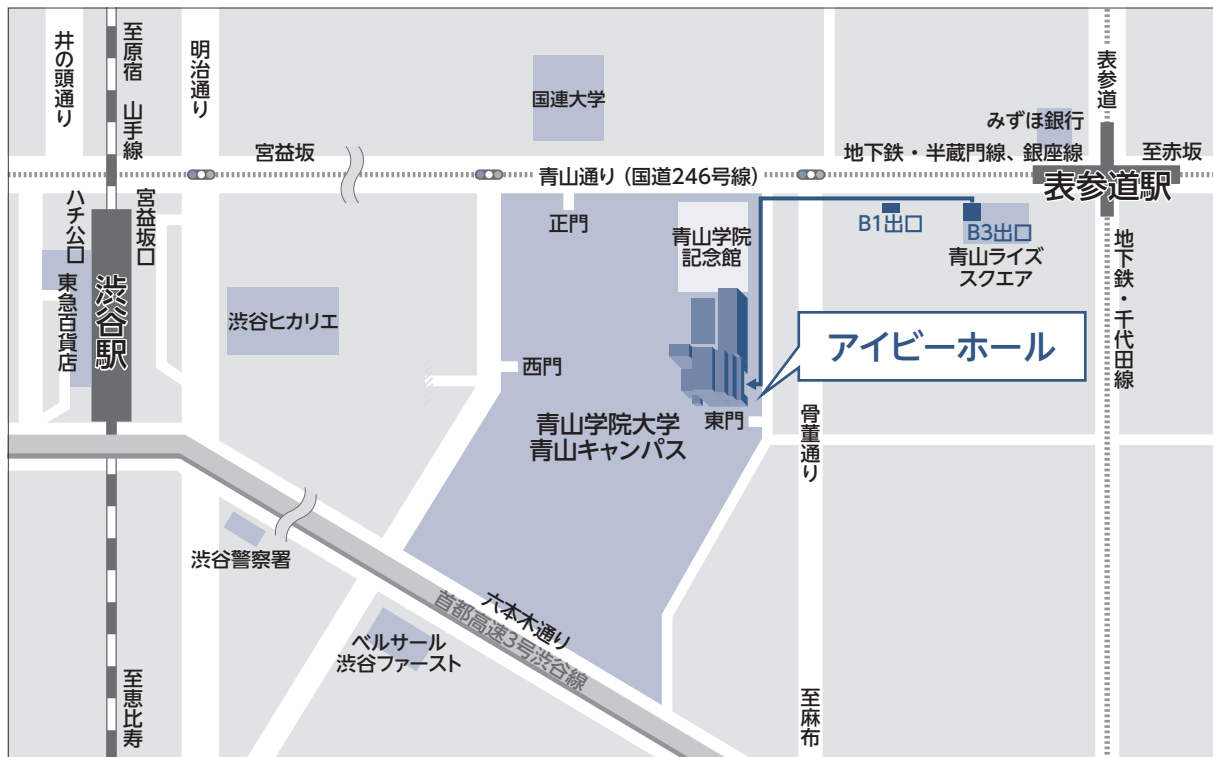 井の頭通り
至原宿 山手線
明治通り
国連大学
表参道
みずほ銀行
宮益坂
地下鉄・半蔵門線、銀座線
至赤坂
青山通り（国道246号線）
表参道駅
ハチ公口
宮益坂口
正門
青山学院
記念館
B1出口
B3出口
青山ライズ
スクエア
地下鉄・千代田線
東急百貨店
渋谷駅
渋谷ヒカリエ
アイビーホール
西門
東門
青山学院大学
青山キャンパス
骨董通り
渋谷警察署
六本木通り
首都高速3号渋谷線
ベルサール
渋谷ファースト
至恵比寿
至麻布